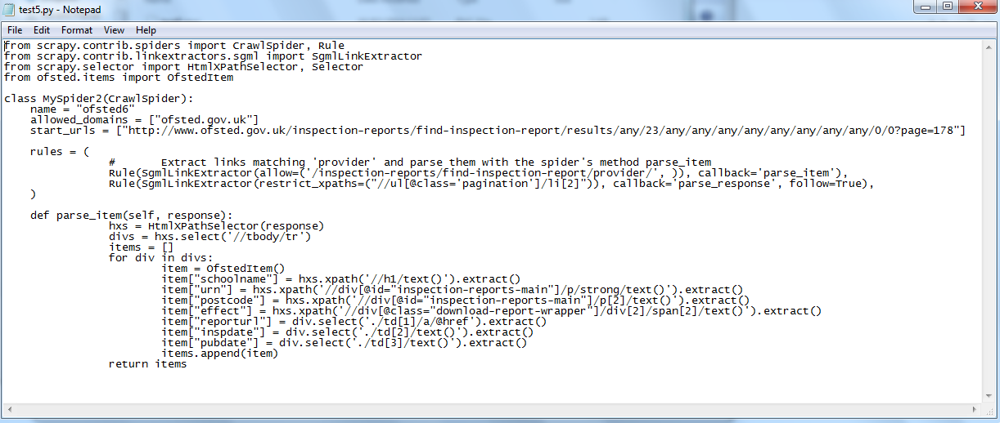 test5.py - Notepad
File Edit Format View Help
from scrapy.contrib.spiders import CrawlSpider, Rule
from scrapy.contrib.linkextractors.sgml import SgmlLinkExtractor
from scrapy.selector import HtmlXPathSelector, Selector
from ofsted.items import OfstedItem

class MySpider2(CrawlSpider):
    name = "ofsted6"
    allowed_domains = ["ofsted.gov.uk"]
    start_urls = ["http://www.ofsted.gov.uk/inspection-reports/find-inspection-report/results/any/23/any/any/any/any/any/any/any/any/0/0?page=178"]

    rules = (
                #       Extract links matching 'provider' and parse them with the spider's method parse_item
                Rule(SgmlLinkExtractor(allow=('/inspection-reports/find-inspection-report/provider/', )), callback='parse_item'),
                Rule(SgmlLinkExtractor(restrict_xpaths=("//ul[@class='pagination']/li[2]")), callback='parse_response', follow=True),
    )

    def parse_item(self, response):
                hxs = HtmlXPathSelector(response)
                divs = hxs.select('//tbody/tr')
                items = []
                for div in divs:
                        item = OfstedItem()
                        item["schoolname"] = hxs.xpath('//h1/text()').extract()
                        item["urn"] = hxs.xpath('//div[@id="inspection-reports-main"]/p/strong/text()').extract()
                        item["postcode"] = hxs.xpath('//div[@id="inspection-reports-main"]/p[2]/text()').extract()
                        item["effect"] = hxs.xpath('//div[@class="download-report-wrapper"]/div[2]/span[2]/text()').extract()
                        item["reporturl"] = div.select('./td[1]/a/@href').extract()
                        item["inspdate"] = div.select('./td[2]/text()').extract()
                        item["pubdate"] = div.select('./td[3]/text()').extract()
                        items.append(item)
                return items